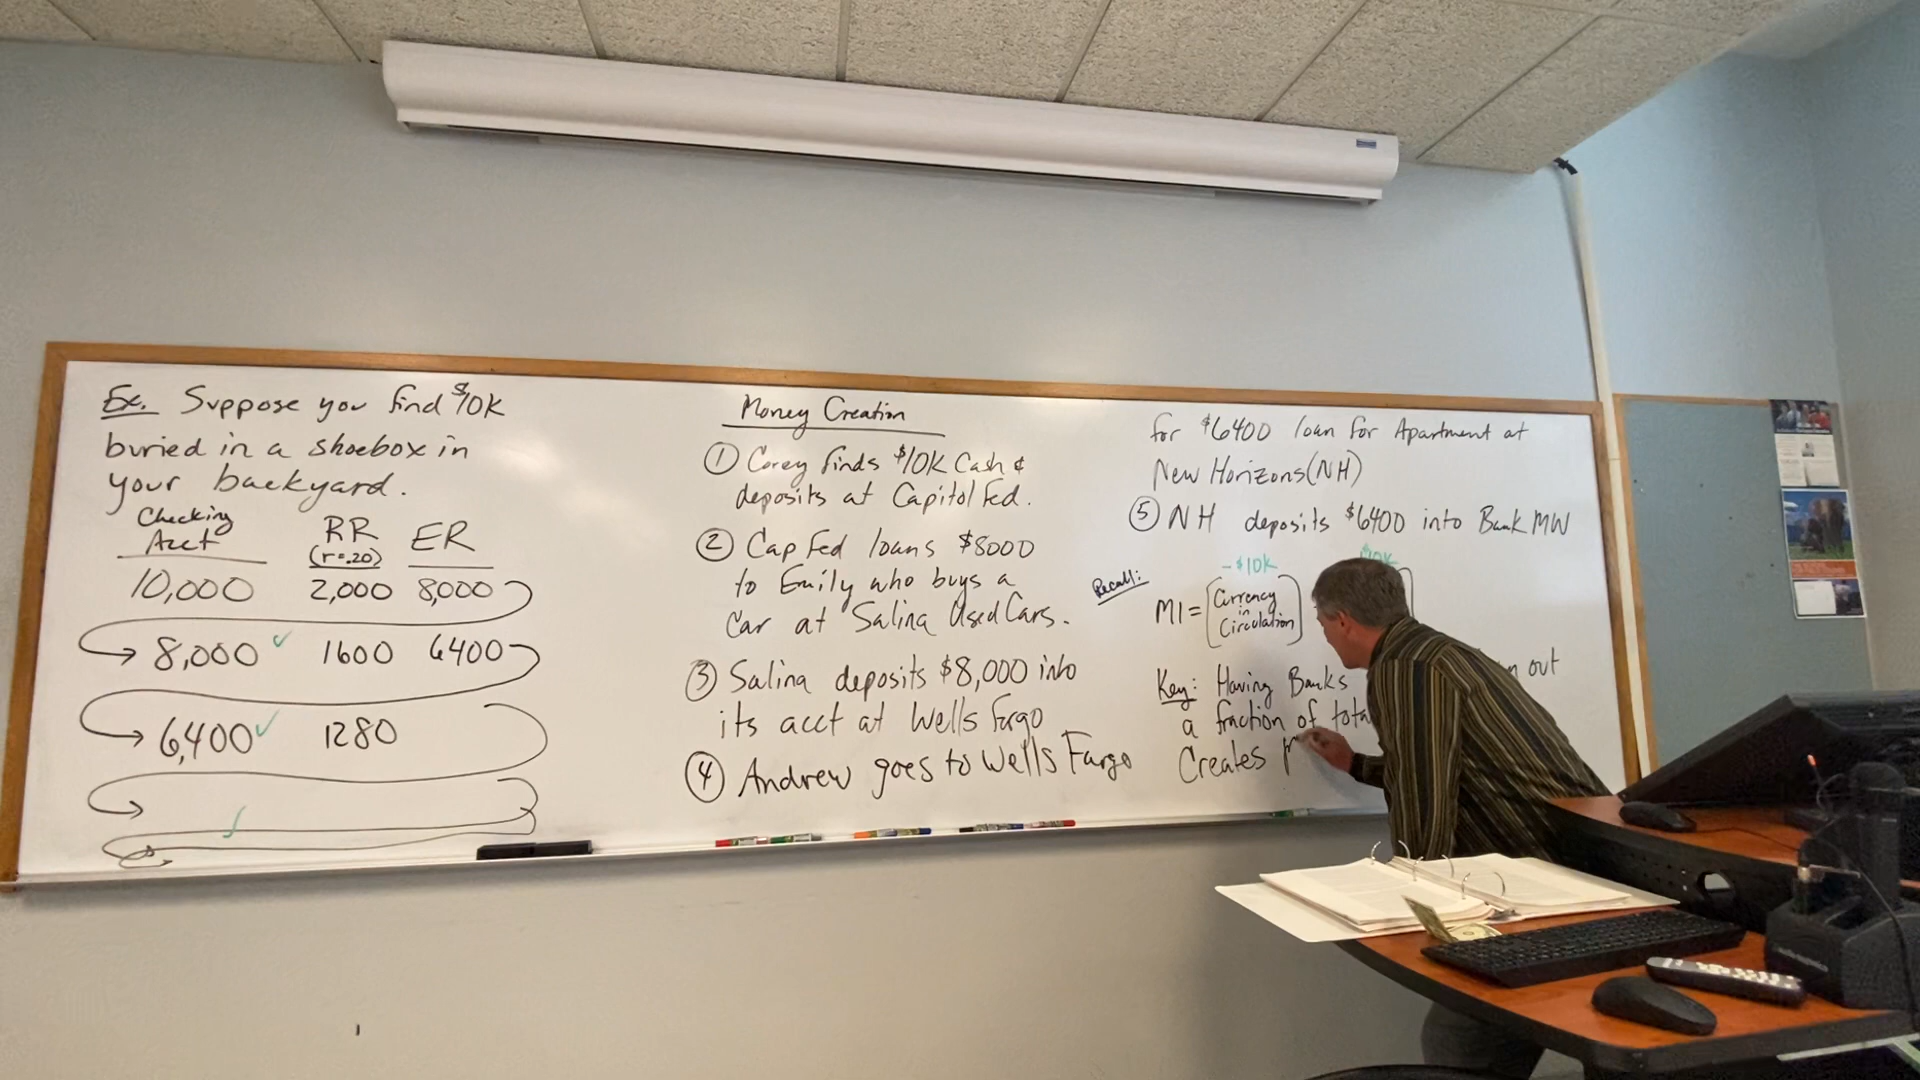 Ex. Suppose you find $10K
buried in a shoebox in
your backyard.
Checking
Acct
RR
(r=.20)
ER
10,000 2,000 8,000
8,000 ✓ 1600 6400
6,400 ✓ 1280
✓
Money Creation
① Corey finds $10K Cash &
deposits at Capitol Fed.
② Cap Fed loans $8000
to Emily who buys a
Car at Salina Used Cars.
③ Salina deposits $8,000 into
its acct at Wells Fargo
④ Andrew goes to Wells Fargo
for $6400 loan for Apartment at
New Horizons (NH)
⑤ NH deposits $6400 into Bank MW
Recall:
-$10K
$10K
M1 = [Currency
in
Circulation]
Key: Having Banks out
a fraction of
Creates